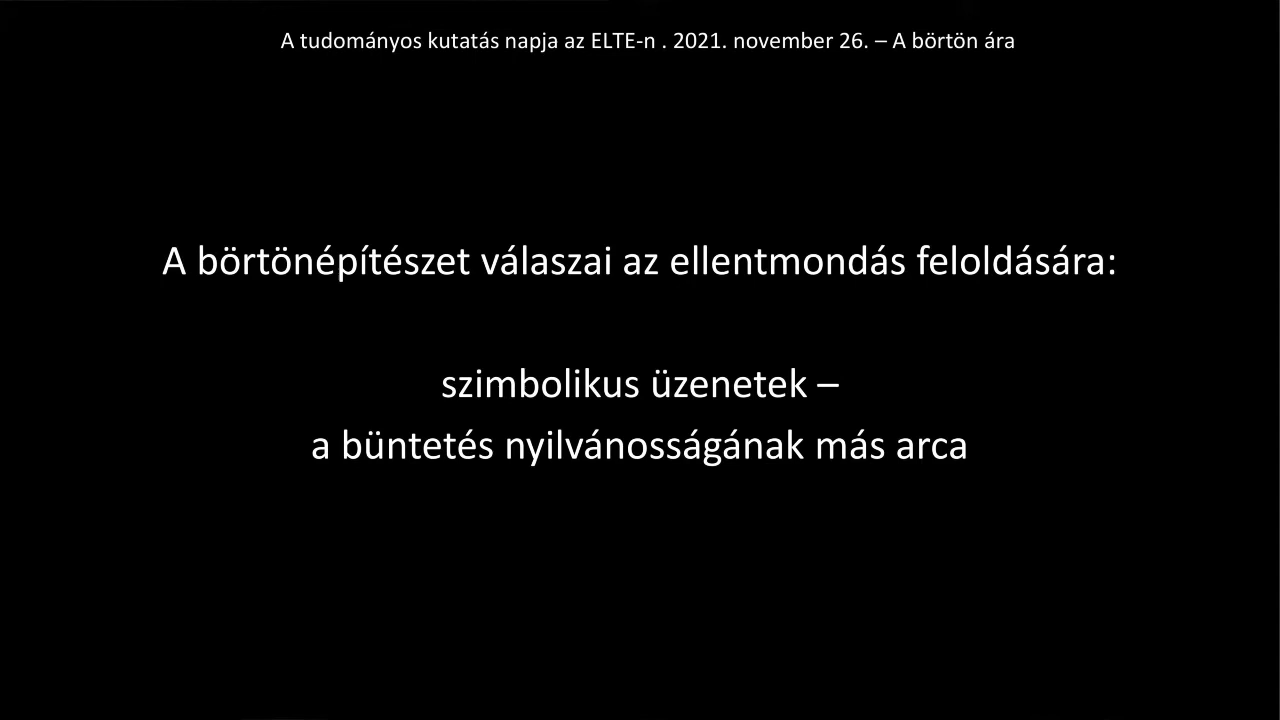 A tudományos kutatás napja az ELTE-n . 2021. november 26. – A börtön ára
A börtönépítészet válaszai az ellentmondás feloldására:
szimbolikus üzenetek –
a büntetés nyilvánosságának más arca